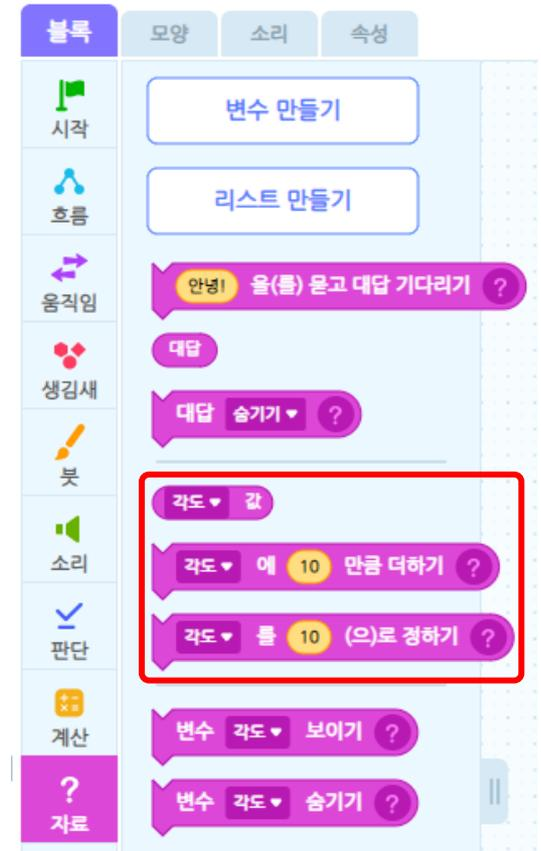 블록 모양 소리 속성
시작
흐름
움직임
생김새
붓
소리
판단
계산
?
자료
변수 만들기
리스트 만들기
안녕! 을(를) 묻고 대답 기다리기 ?
대답
대답 숨기기 ▼ ?
각도 ▼ 값
각도 ▼ 에 10 만큼 더하기 ?
각도 ▼ 를 10 (으)로 정하기 ?
변수 각도 ▼ 보이기 ?
변수 각도 ▼ 숨기기 ?